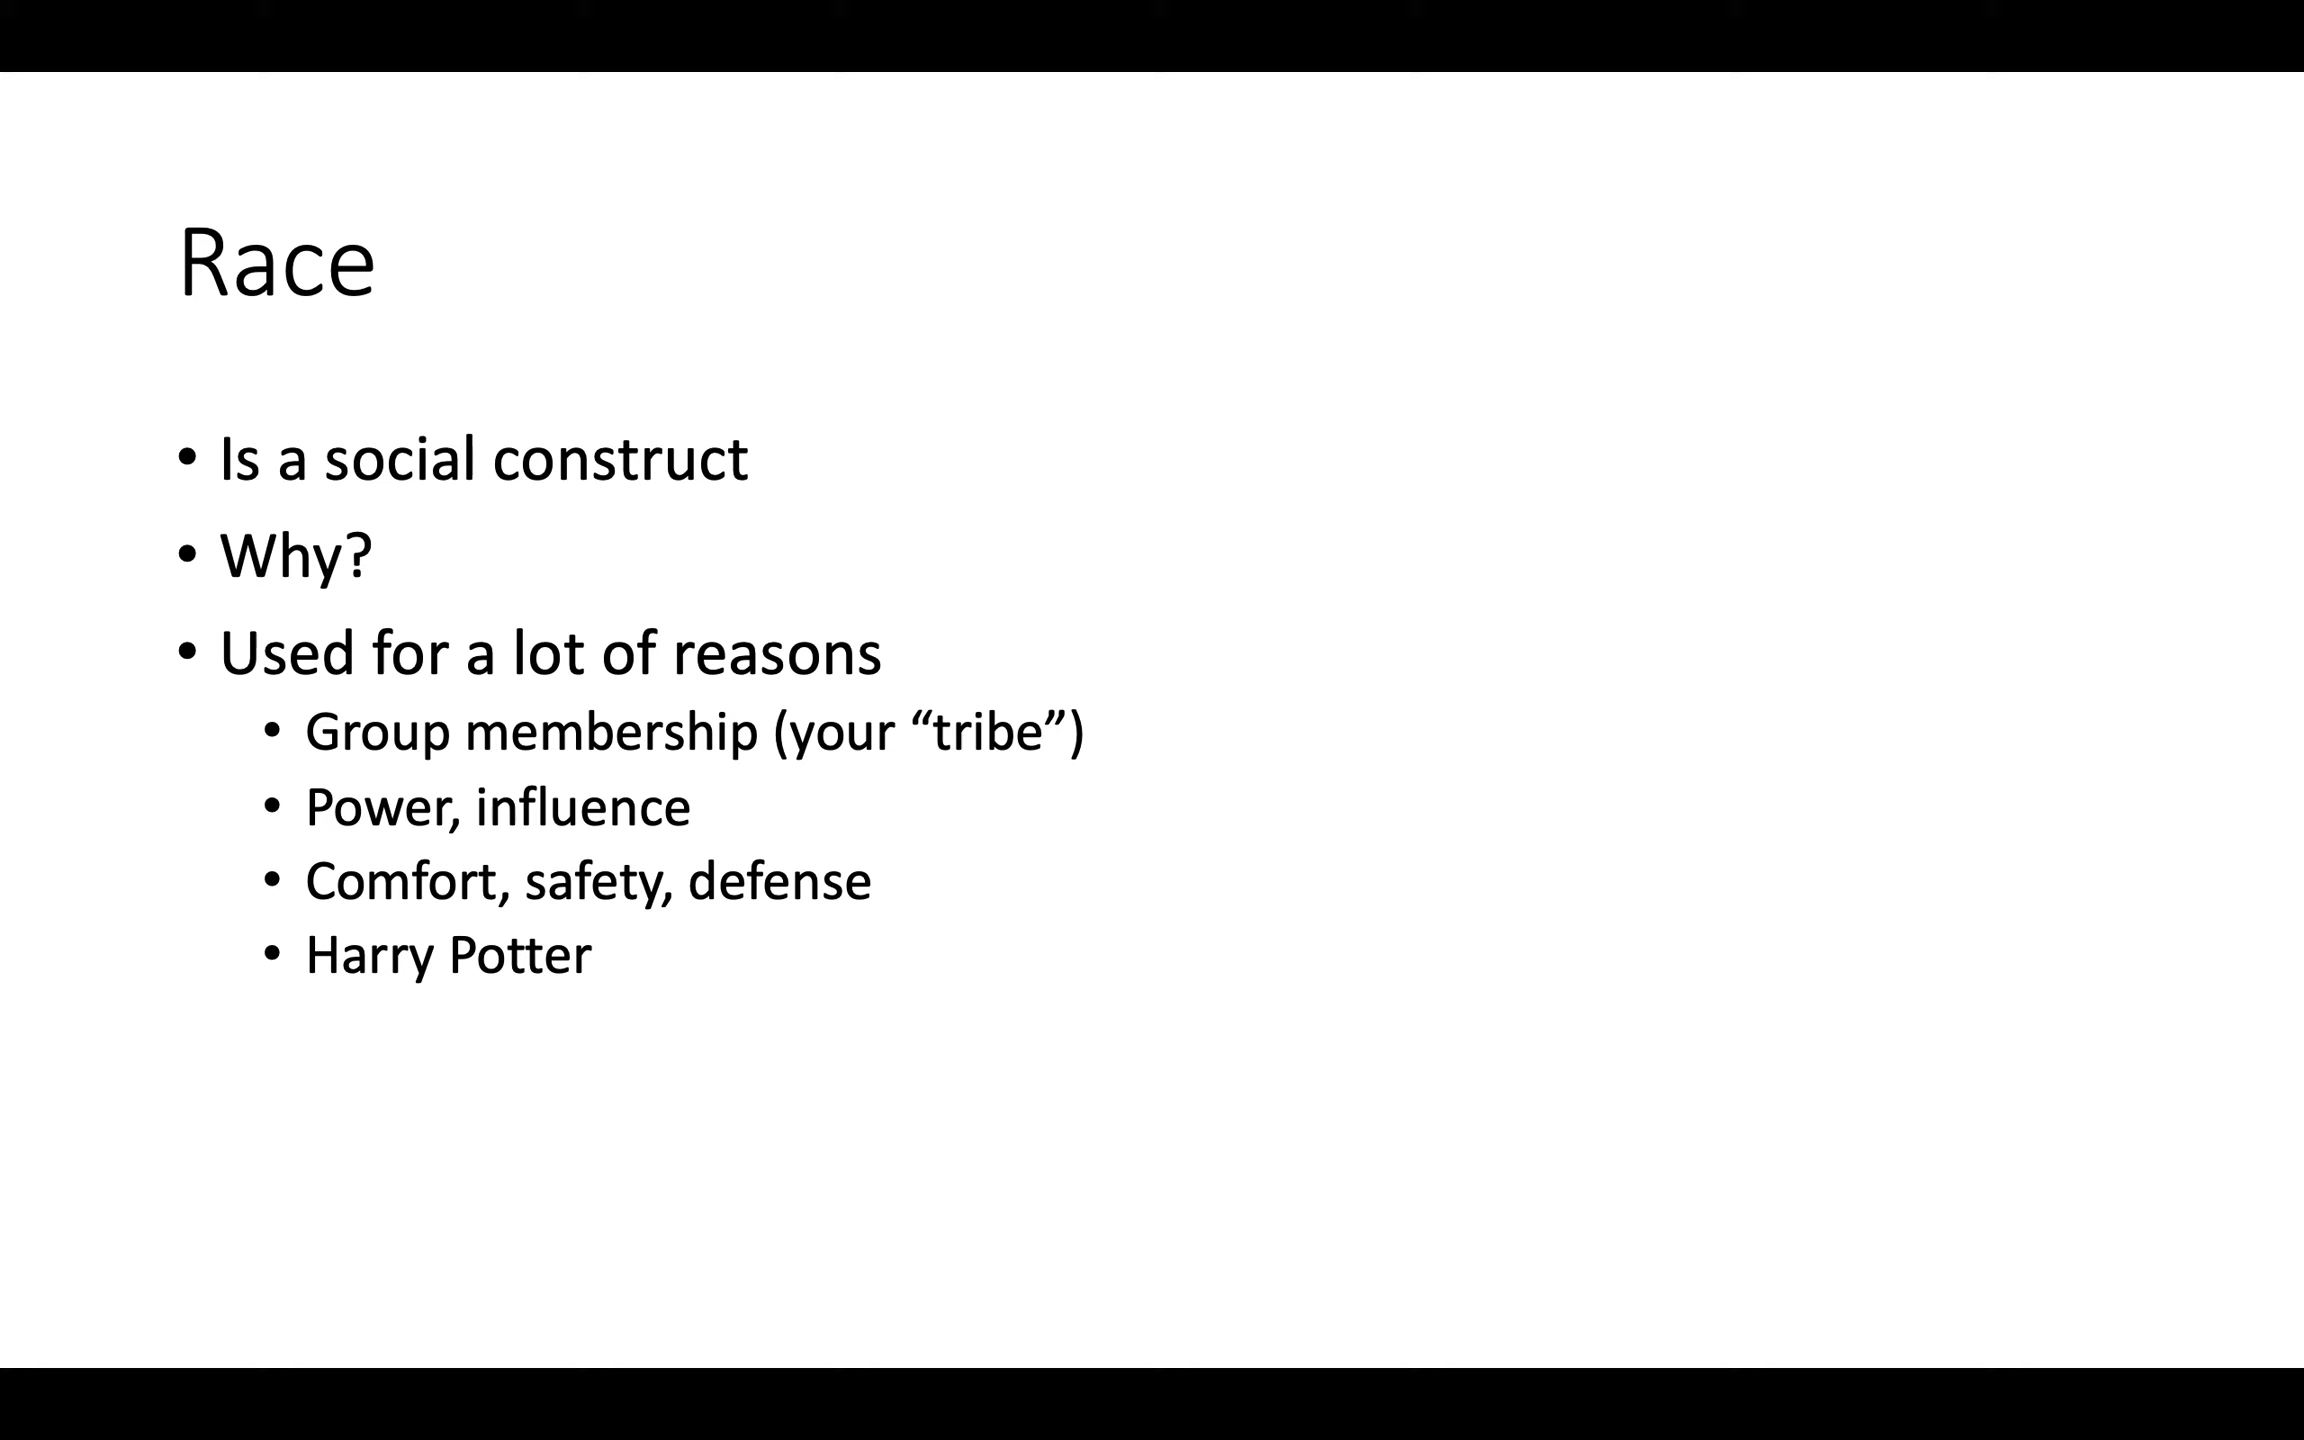 Race
• Is a social construct
• Why?
• Used for a lot of reasons
• Group membership (your “tribe”)
• Power, influence
• Comfort, safety, defense
• Harry Potter